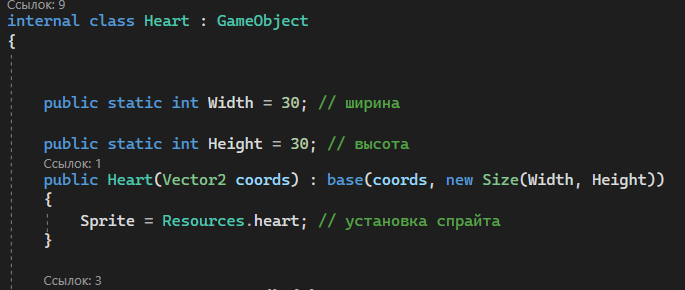 Ссылок: 9
internal class Heart : GameObject
{
public static int Width = 30; // ширина
public static int Height = 30; // высота
Ссылок: 1
public Heart(Vector2 coords) : base(coords, new Size(Width, Height))
{
Sprite = Resources.heart; // установка спрайта
}
Ссылок: 3